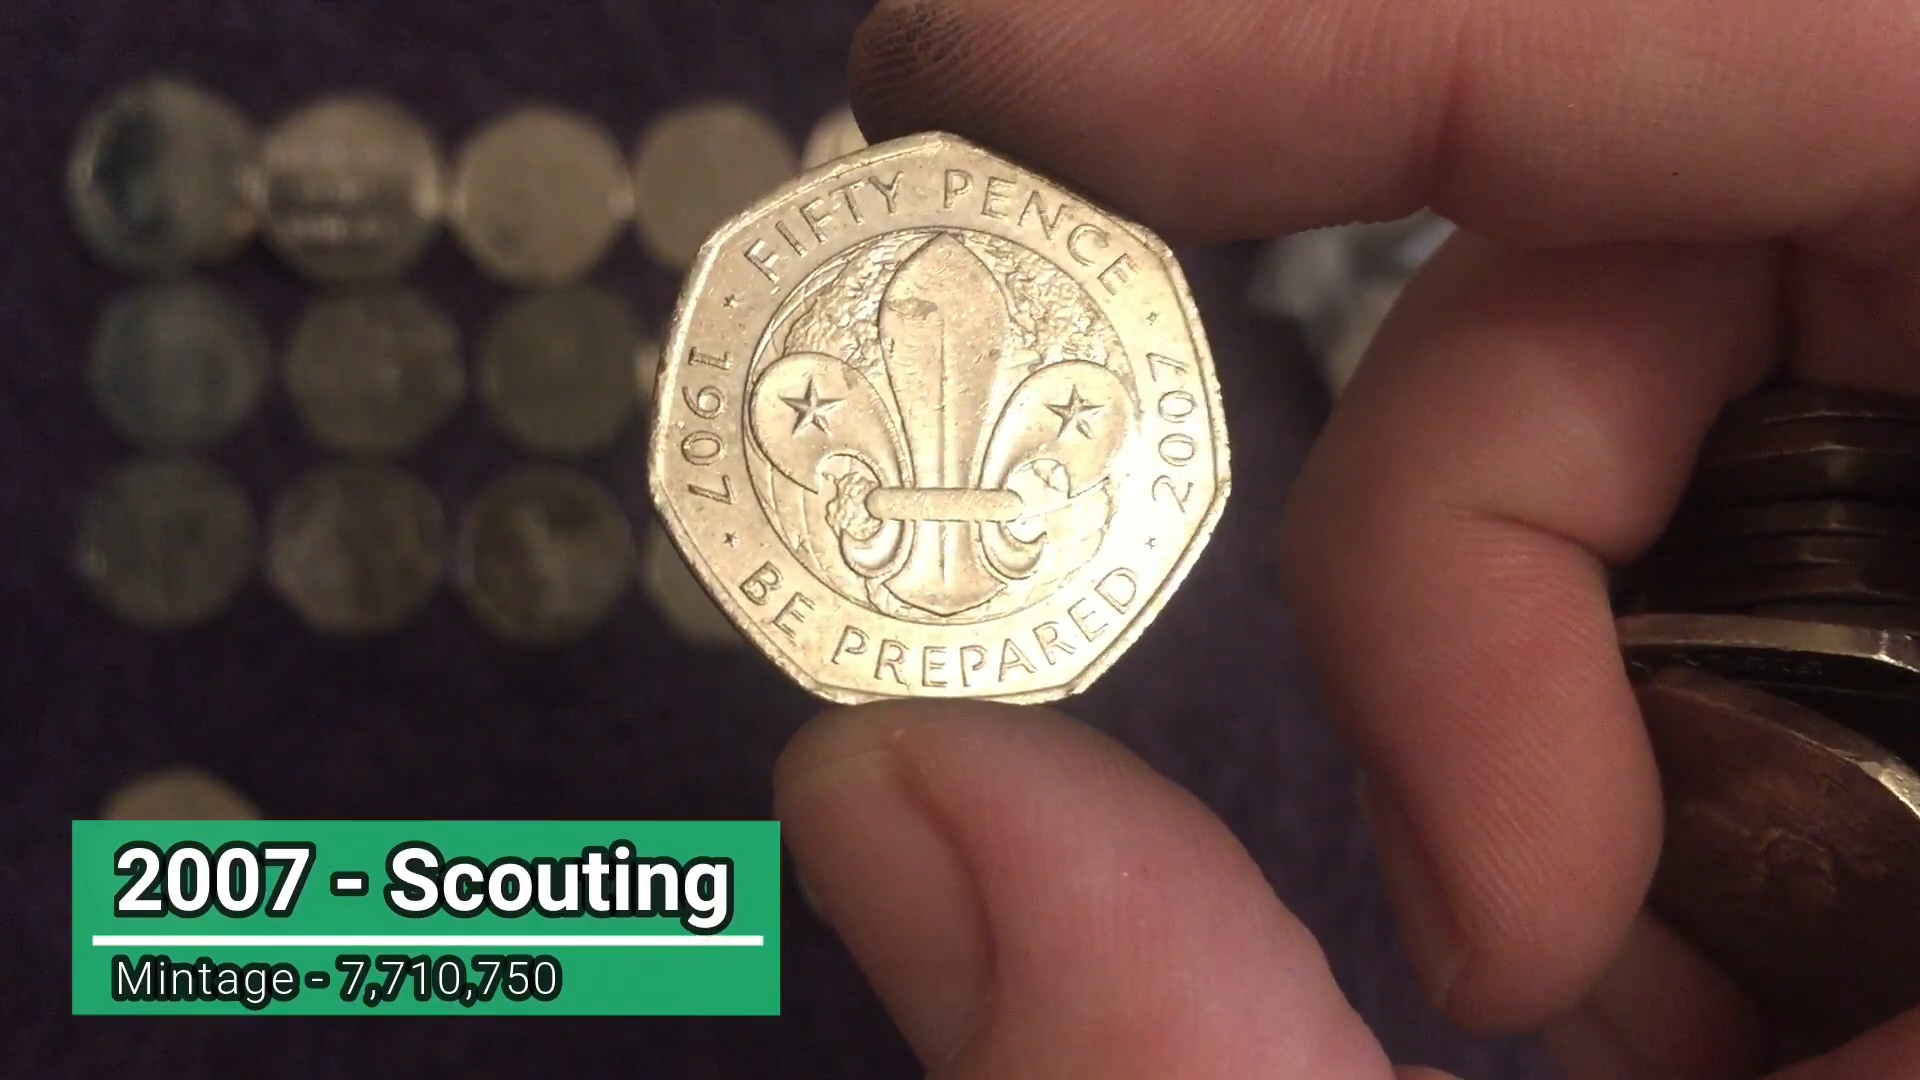 FIFTY PENCE
1907
2007
BE PREPARED
2007 - Scouting
Mintage - 7,710,750